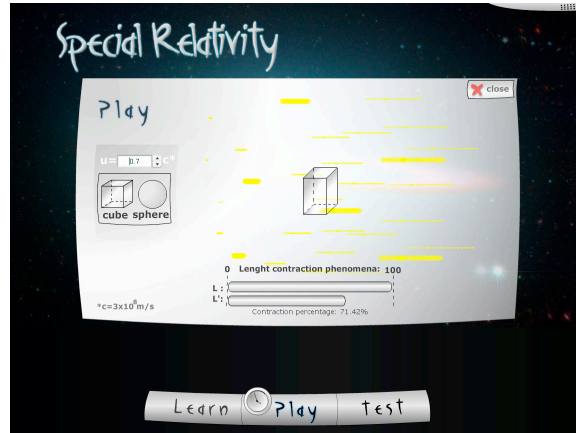 Special Relativity
close
Play
u= 0.7 c*
cube sphere
0 Lenght contraction phenomena: 100
L :
L':
Contraction percentage: 71.42%
*c=3x10⁸m/s
Learn Play Test